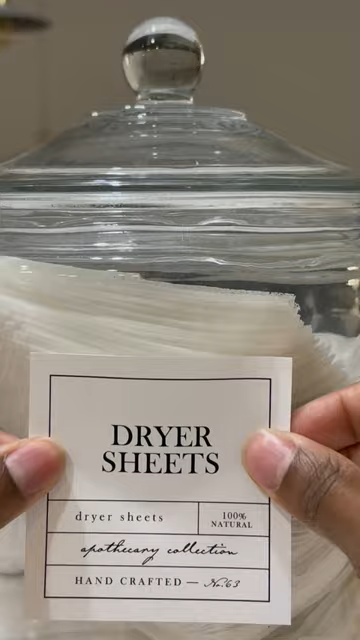 DRYER
SHEETS
dryer sheets
100%
NATURAL
apothecary collection
HAND CRAFTED — No. 63